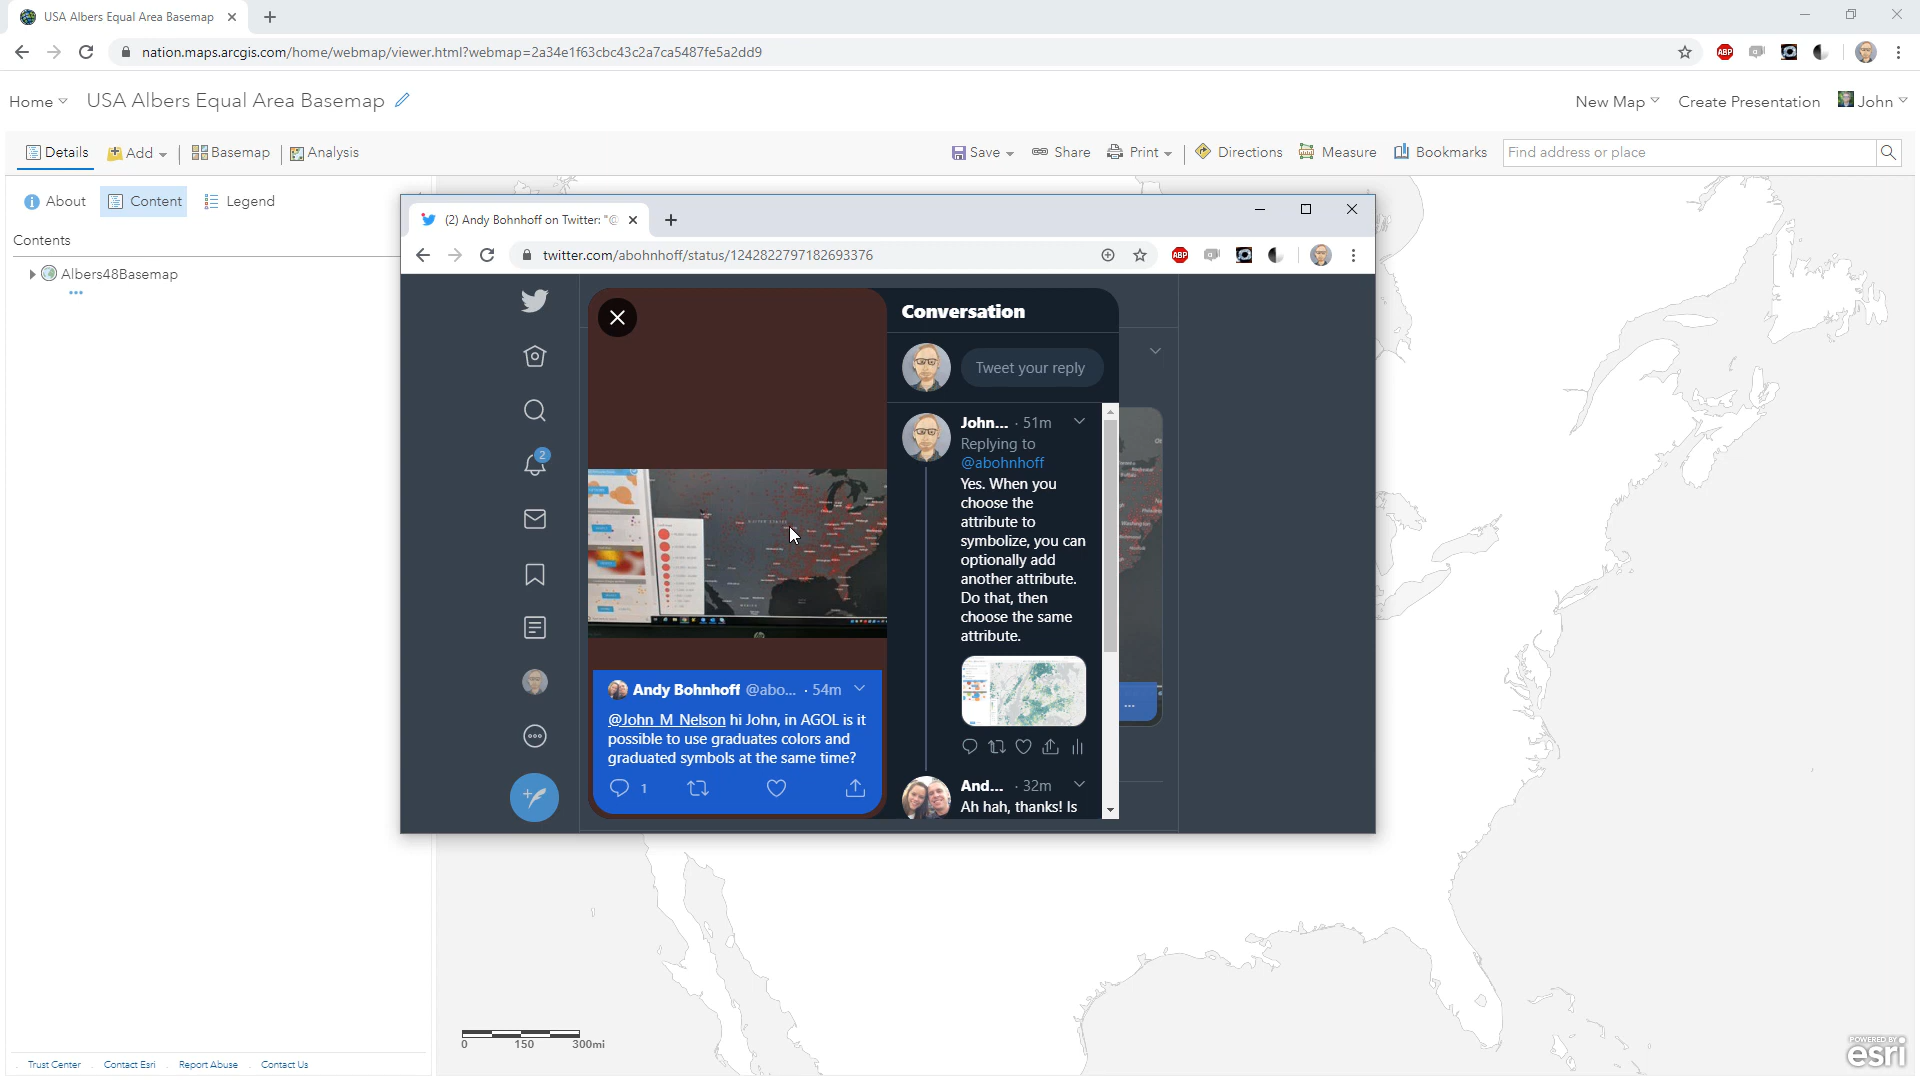 USA Albers Equal Area Basemap
nation.maps.arcgis.com/home/webmap/viewer.html?webmap=2a34e1f63cbc43c2a7ca5487fe5a2dd9
ABP
Home
USA Albers Equal Area Basemap
New Map
Create Presentation
John
Details
Add
Basemap
Analysis
Save
Share
Print
Directions
Measure
Bookmarks
Find address or place
About
Content
Legend
Contents
Albers48Basemap
(2) Andy Bohnhoff on Twitter: "@
twitter.com/abohnhoff/status/1242822797182693376
ABP
2
Conversation
Tweet your reply
John... · 51m
Replying to
@abohnhoff
Yes. When you
choose the
attribute to
symbolize, you can
optionally add
another attribute.
Do that, then
choose the same
attribute.
And... · 32m
Ah hah, thanks! Is
Andy Bohnhoff @abo... · 54m
@John_M_Nelson hi John, in AGOL is it
possible to use graduates colors and
graduated symbols at the same time?
1
0 150 300mi
Trust Center
Contact Esri
Report Abuse
Contact Us
POWERED BY
esri